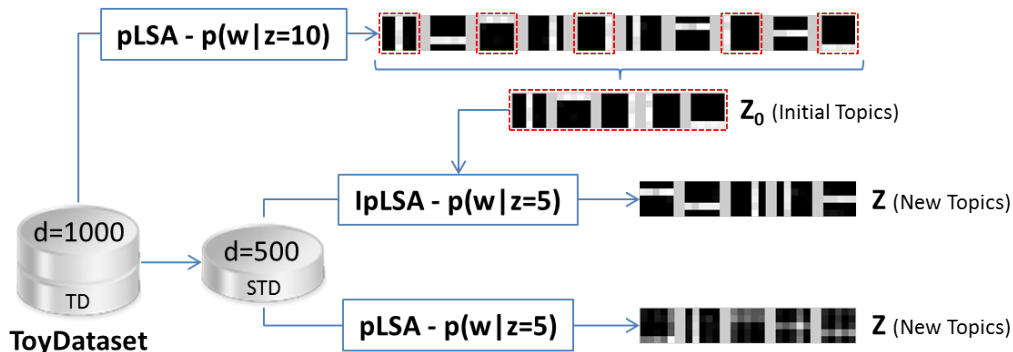 pLSA - p(w|z=10)
Z0 (Initial Topics)
IpLSA - p(w|z=5)
Z (New Topics)
d=1000
TD
d=500
STD
pLSA - p(w|z=5)
Z (New Topics)
ToyDataset